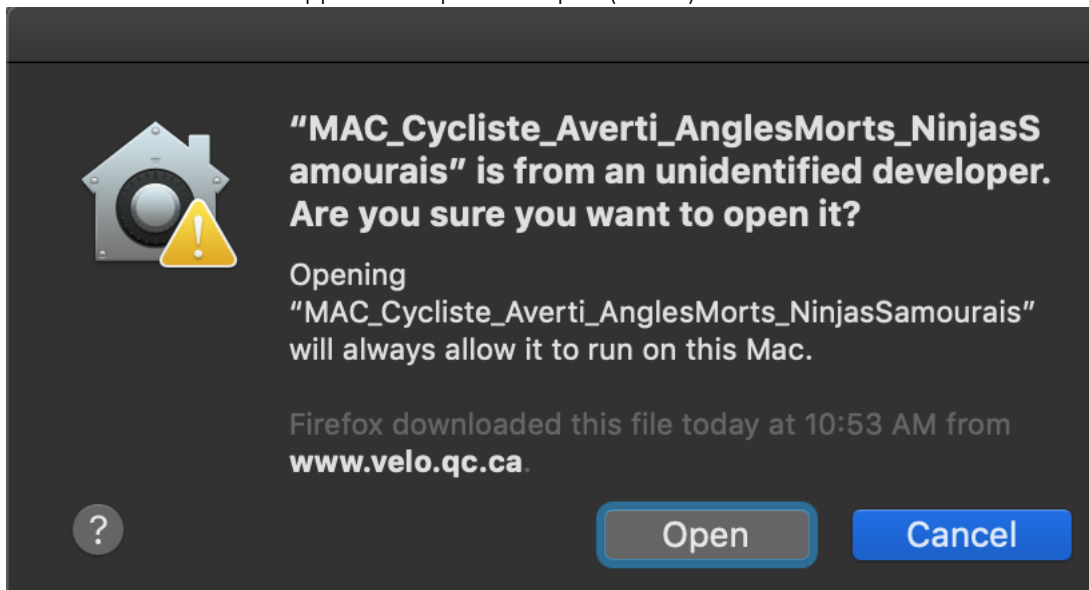 “MAC_Cycliste_Averti_AnglesMorts_NinjasS
amourais” is from an unidentified developer.
Are you sure you want to open it?
Opening
“MAC_Cycliste_Averti_AnglesMorts_NinjasSamourais”
will always allow it to run on this Mac.
Firefox downloaded this file today at 10:53 AM from
www.velo.qc.ca.
?
Open
Cancel